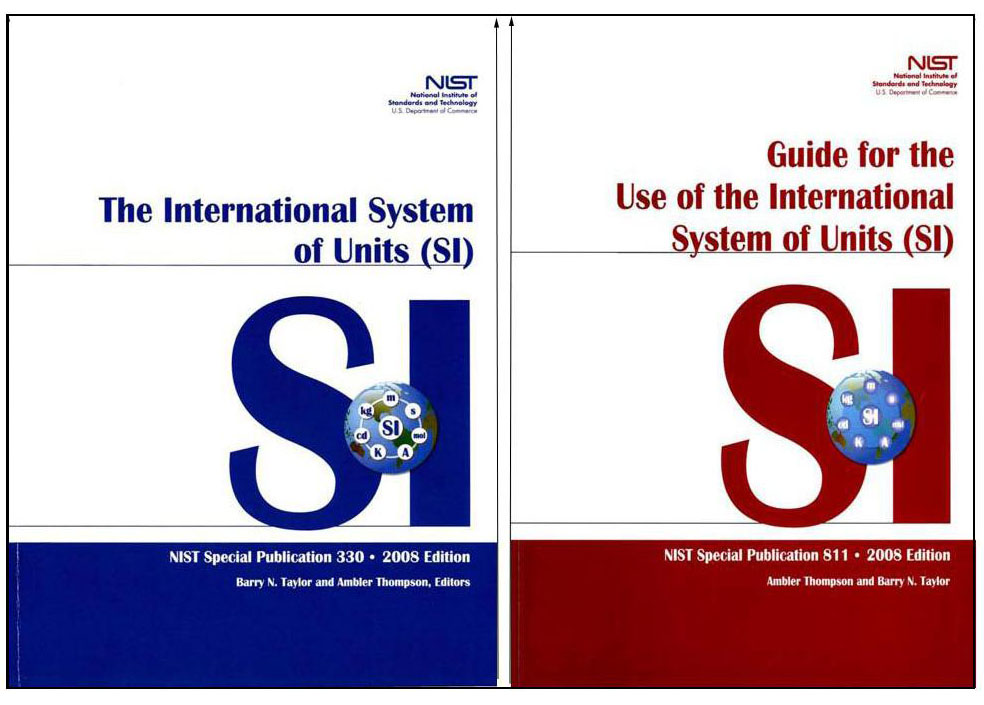 NIST
National Institute of
Standards and Technology
U.S. Department of Commerce
The International System
of Units (SI)
SI
m
kg
s
SI
cd
mol
K
A
NIST Special Publication 330 • 2008 Edition
Barry N. Taylor and Ambler Thompson, Editors
NIST
National Institute of
Standards and Technology
U.S. Department of Commerce
Guide for the
Use of the International
System of Units (SI)
SI
m
kg
s
SI
cd
mol
K
A
NIST Special Publication 811 • 2008 Edition
Ambler Thompson and Barry N. Taylor